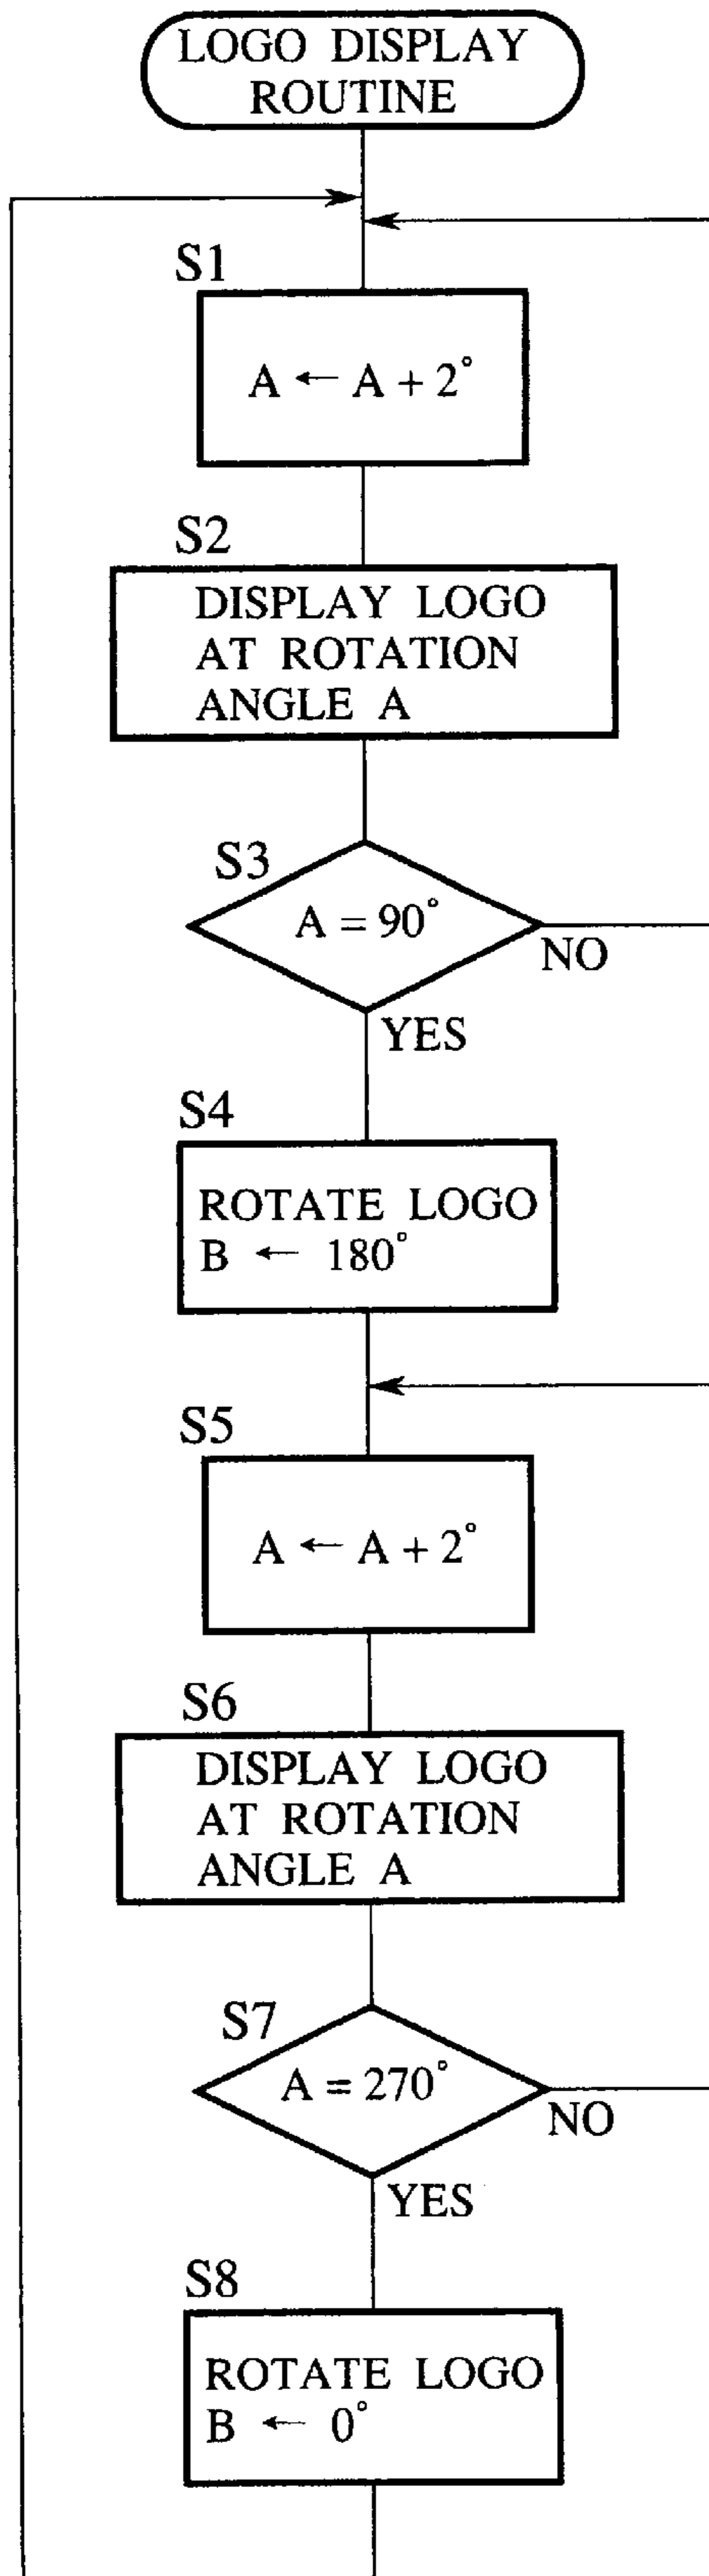 LOGO DISPLAY
ROUTINE
S1
A ← A + 2°
S2
DISPLAY LOGO
AT ROTATION
ANGLE A
S3
A = 90°
NO
YES
S4
ROTATE LOGO
B ← 180°
S5
A ← A + 2°
S6
DISPLAY LOGO
AT ROTATION
ANGLE A
S7
A = 270°
NO
YES
S8
ROTATE LOGO
B ← 0°